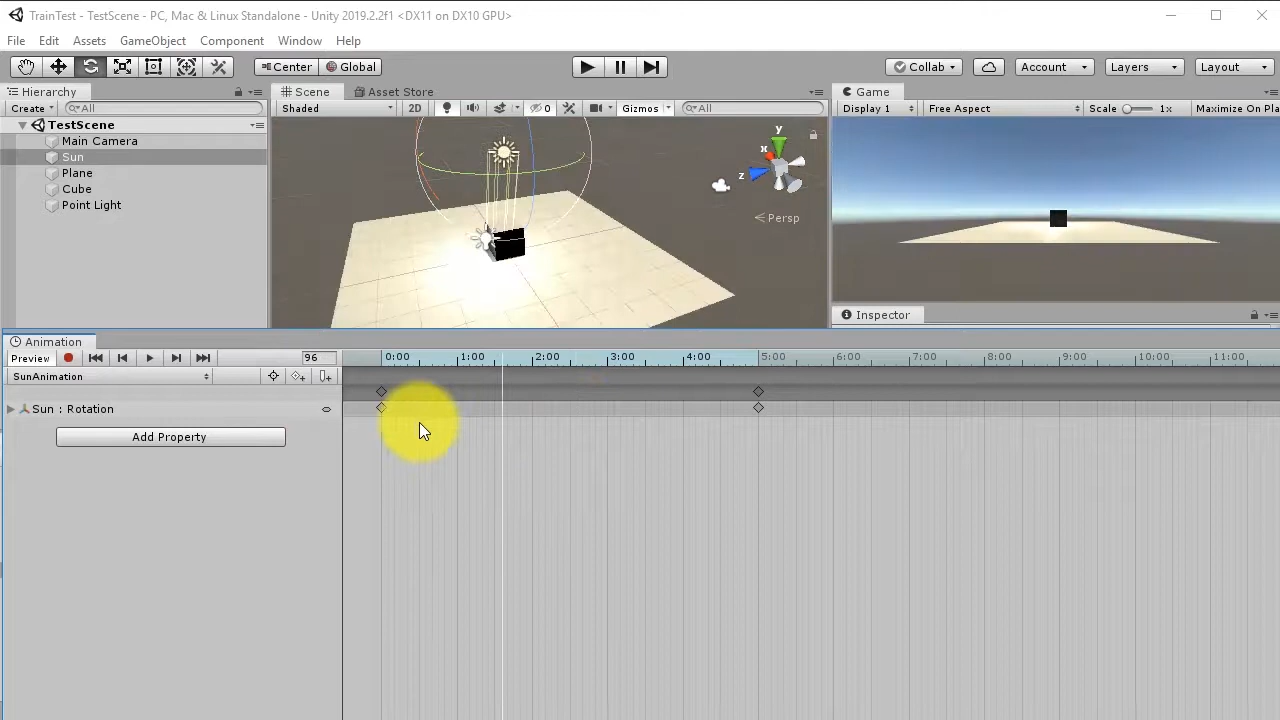 TrainTest - TestScene - PC, Mac & Linux Standalone - Unity 2019.2.2f1 <DX11 on DX10 GPU>
File Edit Assets GameObject Component Window Help
Center Global Collab Account Layers Layout
Hierarchy Scene Asset Store Game
Create All Shaded 2D 0 Gizmos All Display 1 Free Aspect Scale 1x Maximize On Pla
TestScene
Main Camera
Sun
Plane
Cube
Point Light
y
x
z
Persp
Inspector
Animation
Preview 96 0:00 1:00 2:00 3:00 4:00 5:00 6:00 7:00 8:00 9:00 10:00 11:00
SunAnimation
Sun : Rotation
Add Property